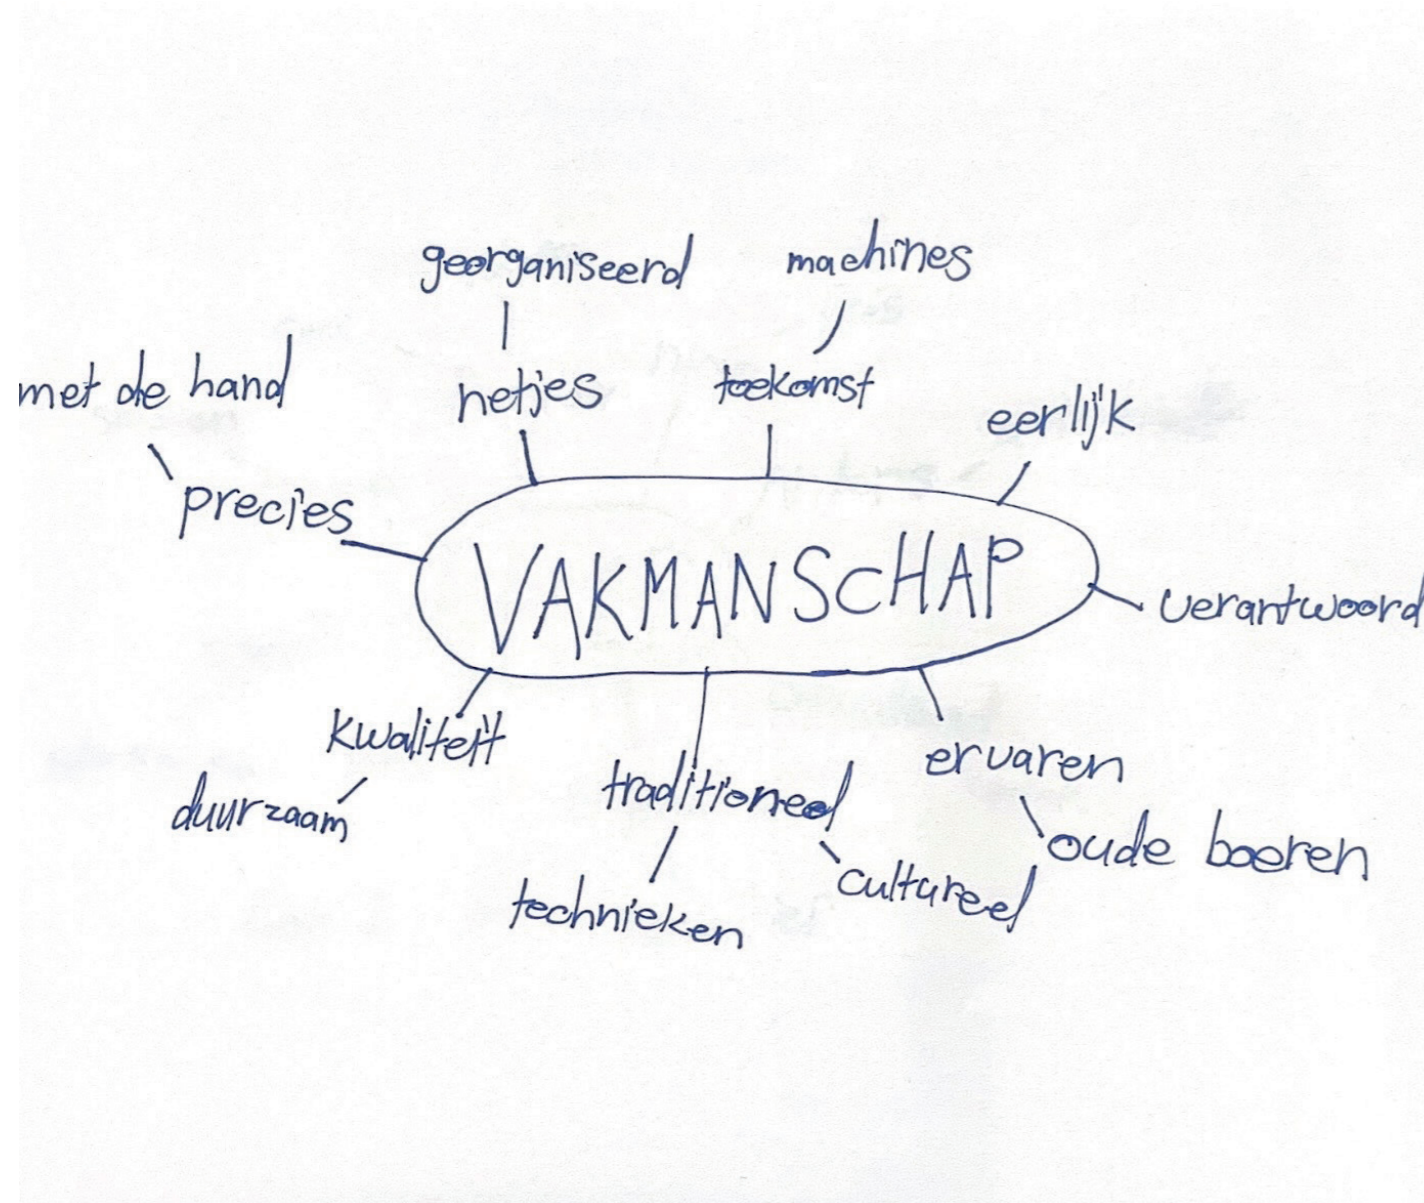 georganiseerd
machines
met de hand
netjes
toekomst
eerlijk
precies
VAKMANSCHAP
verantwoord
kwaliteit
duurzaam
traditioneel
ervaren
technieken
cultureel
oude boeren